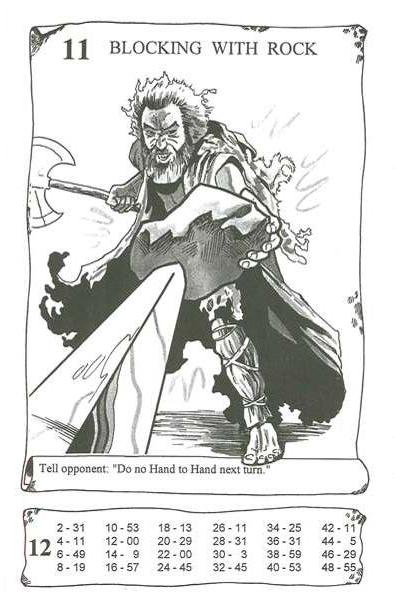 11 BLOCKING WITH ROCK
Tell opponent: "Do no Hand to Hand next turn."
12
2 - 31 10 - 53 18 - 13 26 - 11 34 - 25 42 - 11
4 - 11 12 - 00 20 - 29 28 - 31 36 - 31 44 - 5
6 - 49 14 - 9 22 - 00 30 - 3 38 - 59 46 - 29
8 - 19 16 - 57 24 - 45 32 - 45 40 - 53 48 - 55